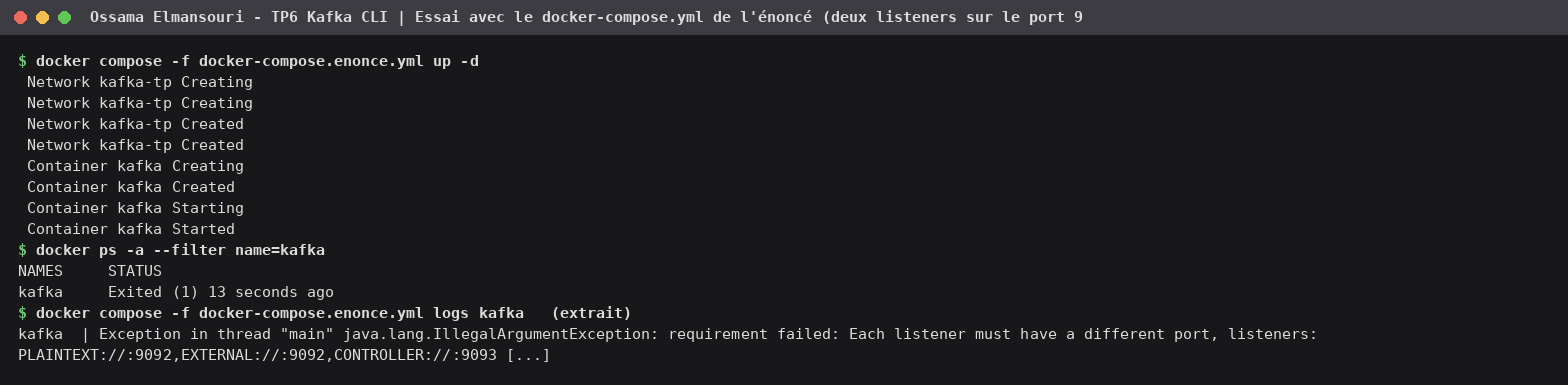 Ossama Elmansouri - TP6 Kafka CLI | Essai avec le docker-compose.yml de l'énoncé (deux listeners sur le port 9
$ docker compose -f docker-compose.enonce.yml up -d
Network kafka-tp Creating
Network kafka-tp Creating
Network kafka-tp Created
Network kafka-tp Created
Container kafka Creating
Container kafka Created
Container kafka Starting
Container kafka Started
$ docker ps -a --filter name=kafka
NAMES     STATUS
kafka     Exited (1) 13 seconds ago
$ docker compose -f docker-compose.enonce.yml logs kafka   (extrait)
kafka  | Exception in thread "main" java.lang.IllegalArgumentException: requirement failed: Each listener must have a different port, listeners:
PLAINTEXT://:9092,EXTERNAL://:9092,CONTROLLER://:9093 [...]